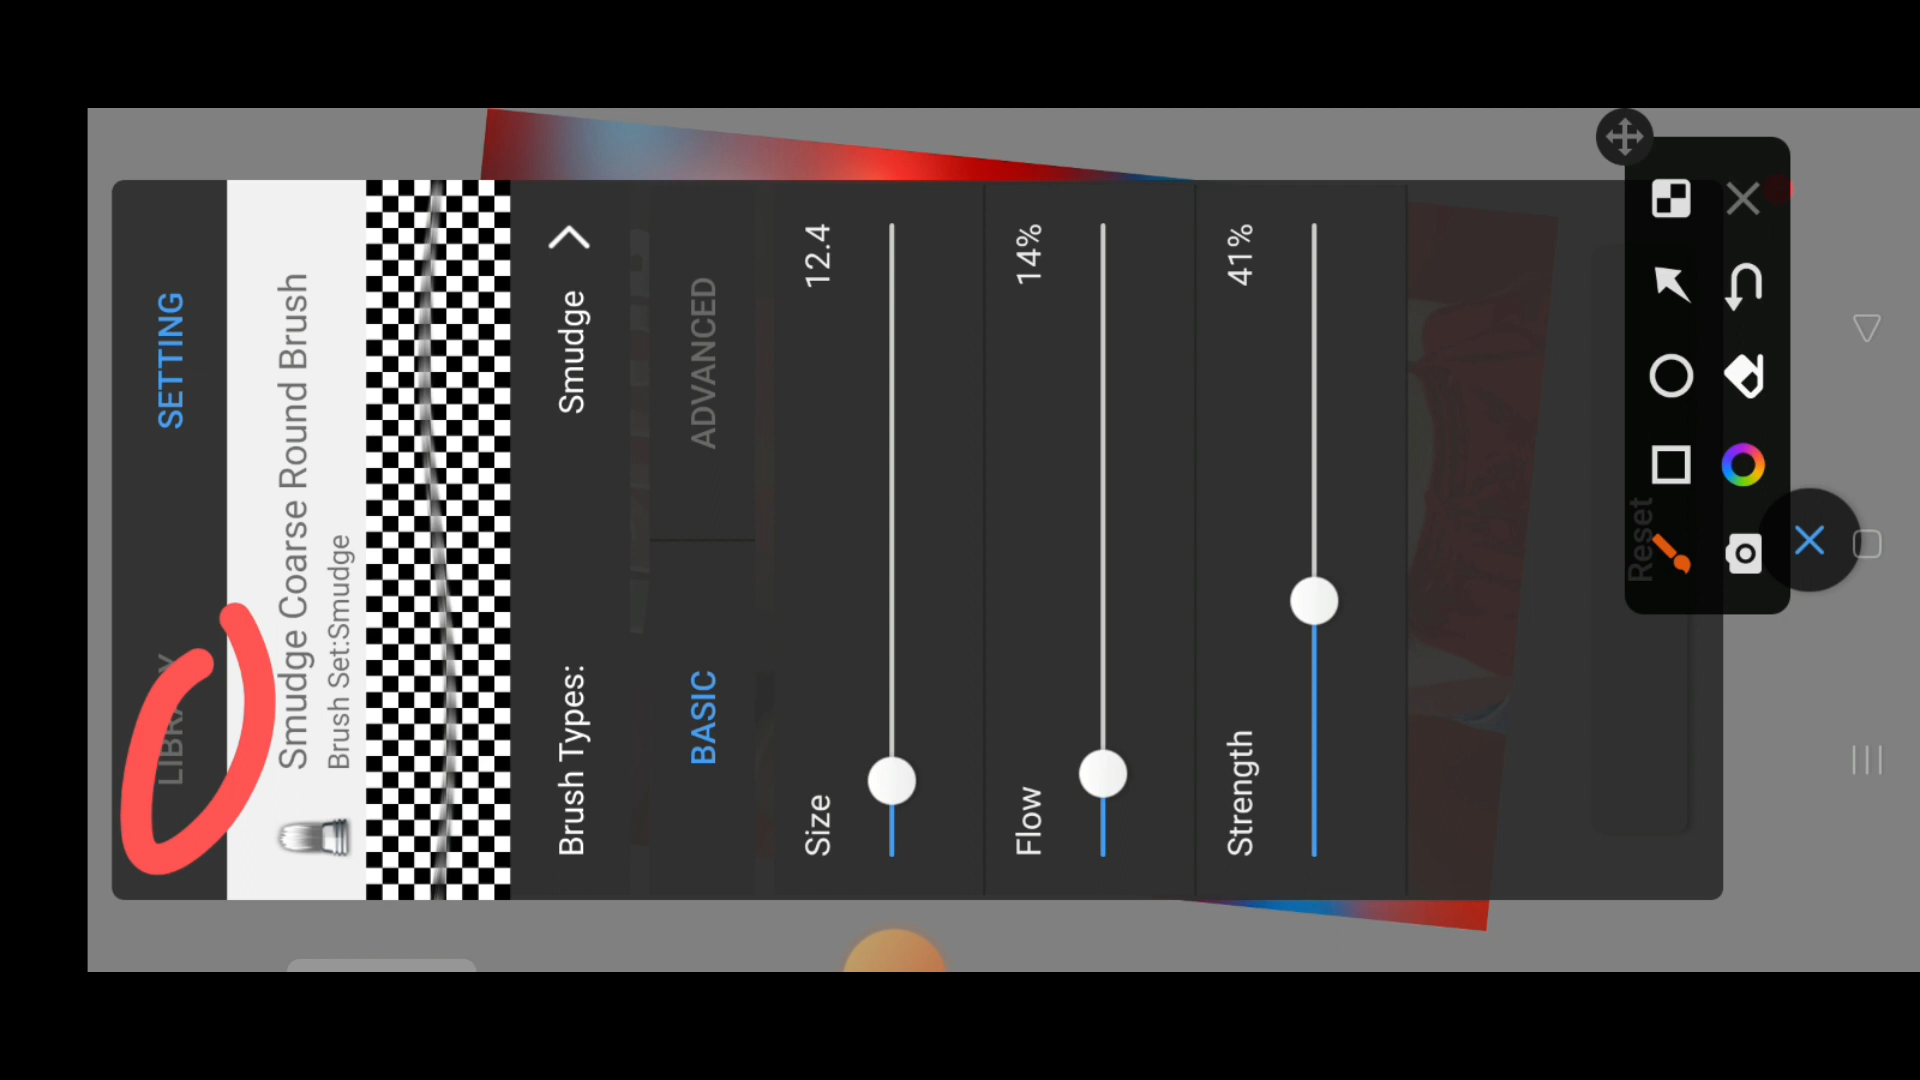 LIBRARY SETTING
Smudge Coarse Round Brush
Brush Set:Smudge
Brush Types: Smudge
BASIC ADVANCED
Size 12.4
Flow 14%
Strength 41%
Reset